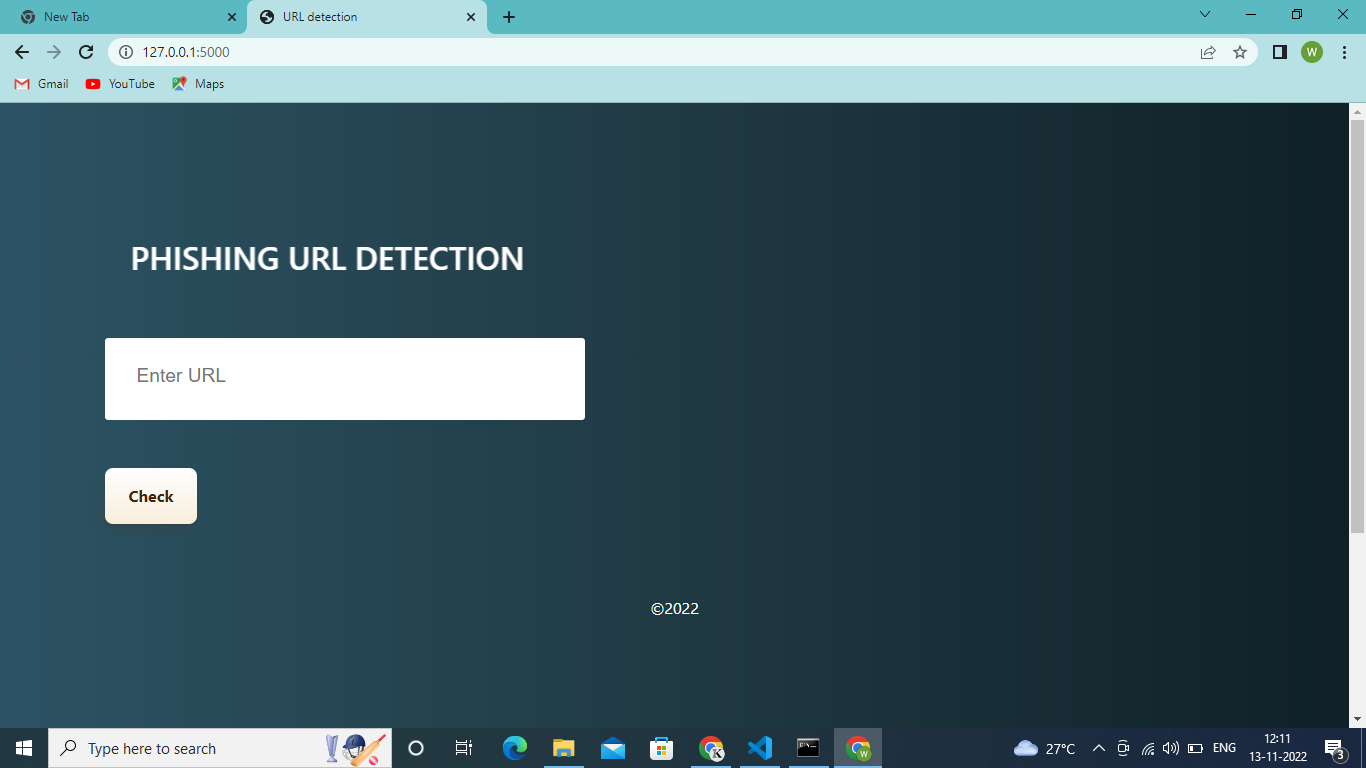 New Tab
URL detection
127.0.0.1:5000
W
Gmail
YouTube
Maps
PHISHING URL DETECTION
Enter URL
Check
©2022
Type here to search
K
W
27°C
ENG
12:11
13-11-2022
3